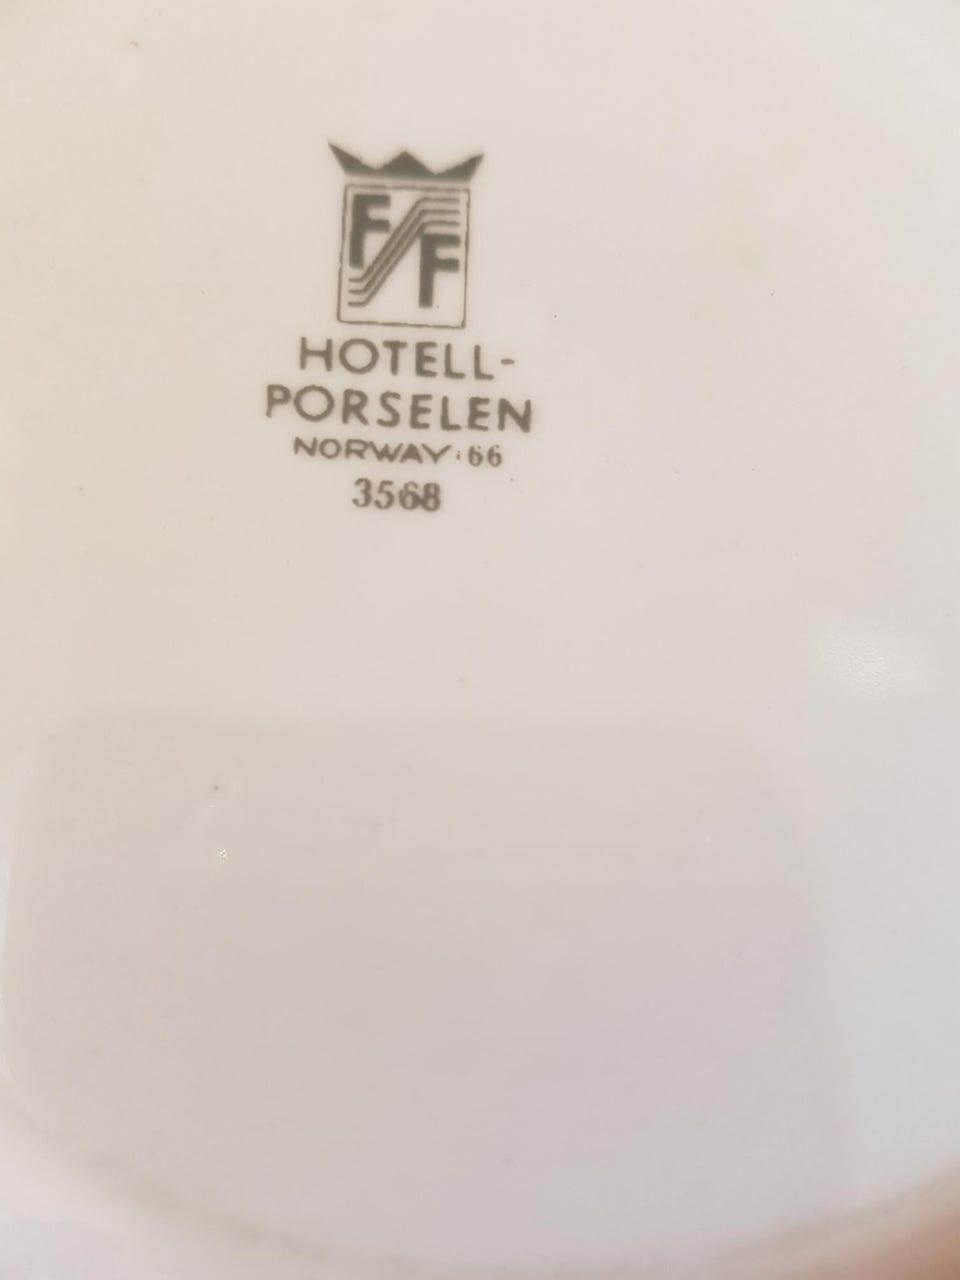 F F
HOTELL-
PORSELEN
NORWAY·66
3568